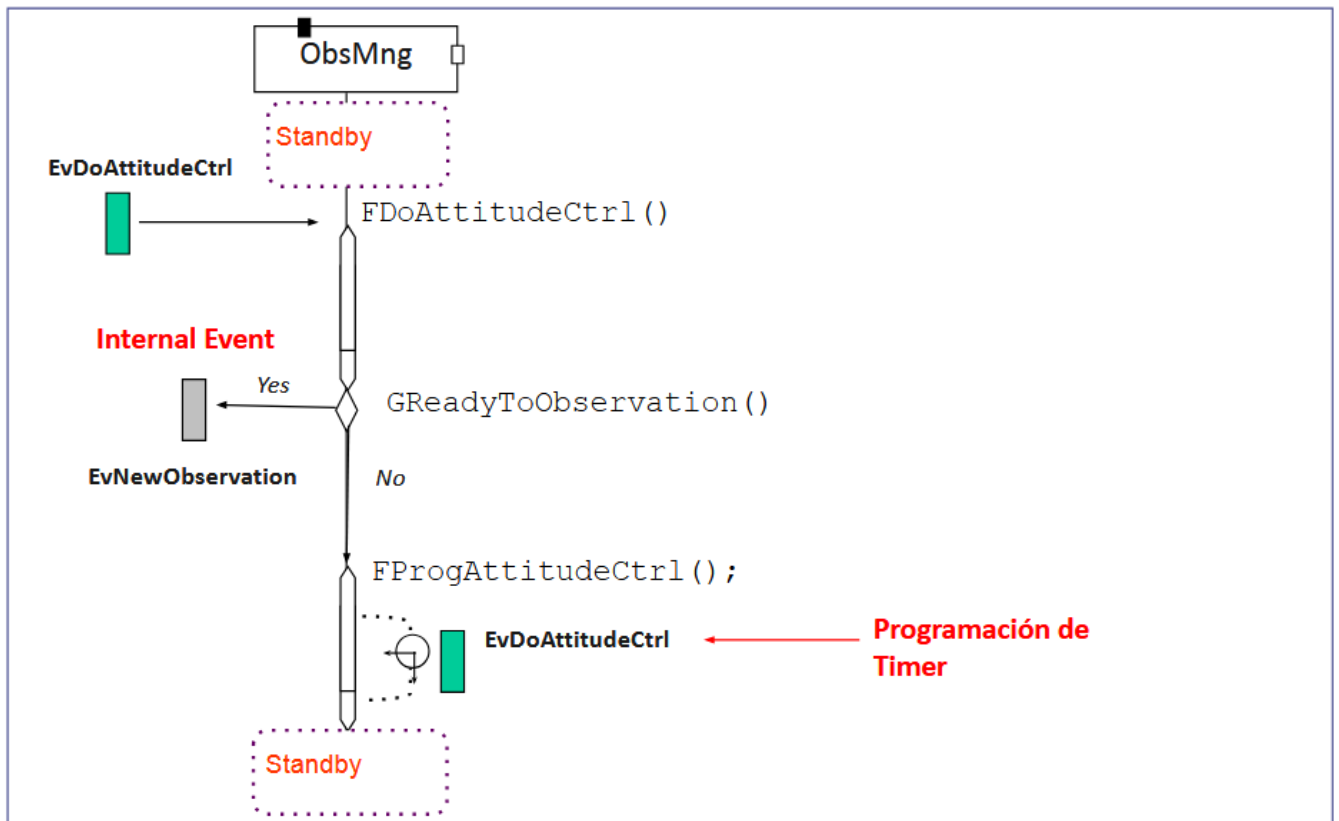 ObsMng
Standby
EvDoAttitudeCtrl
FDoAttitudeCtrl()
Internal Event
Yes
GReadyToObservation()
EvNewObservation
No
FProgAttitudeCtrl();
EvDoAttitudeCtrl
Programación de
Timer
Standby